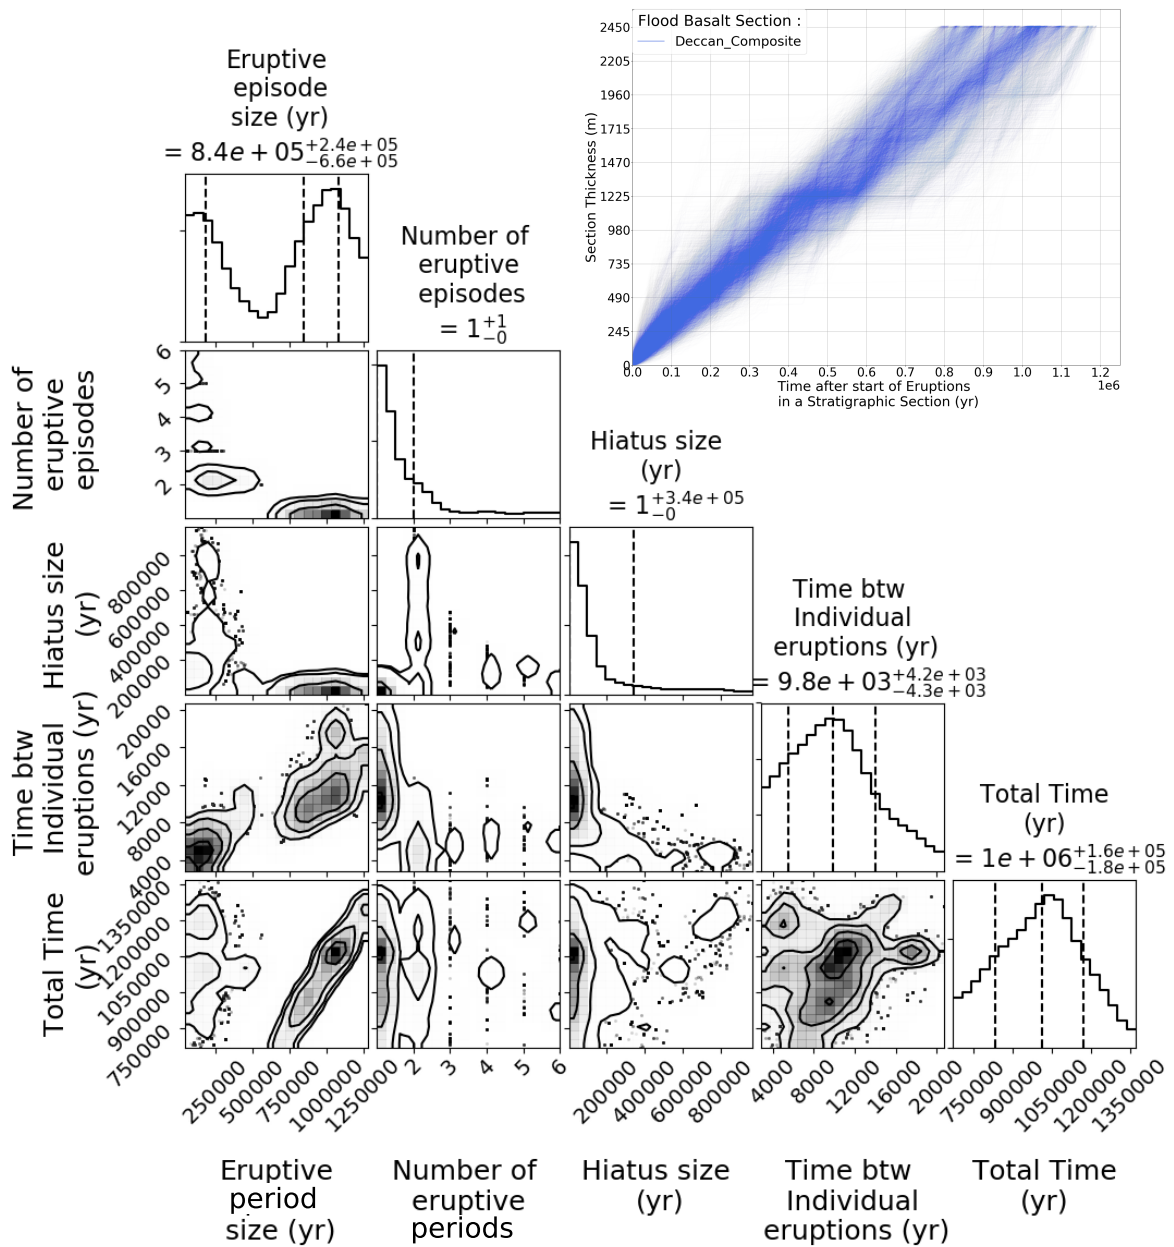 Flood Basalt Section :
Deccan_Composite
2450
2205
1960
1715
1470
1225
980
735
490
245
0
Section Thickness (m)
0.0 0.1 0.2 0.3 0.4 0.5 0.6 0.7 0.8 0.9 1.0 1.1 1.2
1e6
Time after start of Eruptions
in a Stratigraphic Section (yr)
Eruptive
episode
size (yr)
= 8.4e + 05 +2.4e + 05 −6.6e + 05
Number of
eruptive
episodes
= 1 +1 −0
Hiatus size
(yr)
= 1 +3.4e + 05 −0
Time btw
Individual
eruptions (yr)
= 9.8e + 03 +4.2e + 03 −4.3e + 03
Total Time
(yr)
= 1e + 06 +1.6e + 05 −1.8e + 05
Number of
eruptive
episodes
6
5
4
3
2
Hiatus size
(yr)
800000
600000
400000
200000
Time btw
Individual
eruptions (yr)
20000
16000
12000
8000
4000
Total Time
(yr)
1350000
1200000
1050000
900000
750000
250000 500000 750000 1000000 1250000
2 3 4 5 6
200000 400000 600000 800000
4000 8000 12000 16000 20000
750000 900000 1050000 1200000 1350000
Eruptive
period
size (yr)
Number of
eruptive
periods
Hiatus size
(yr)
Time btw
Individual
eruptions (yr)
Total Time
(yr)